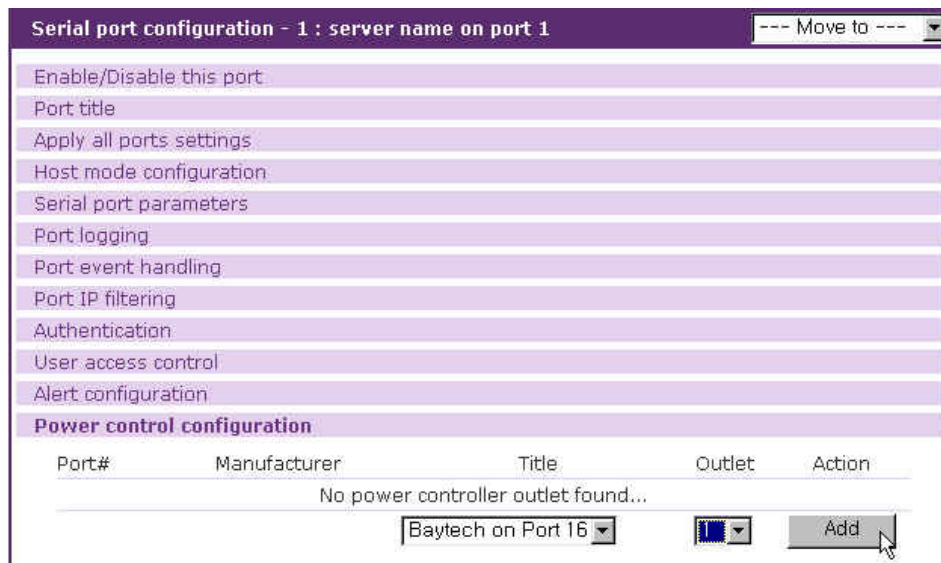 Serial port configuration - 1 : server name on port 1 --- Move to ---
Enable/Disable this port
Port title
Apply all ports settings
Host mode configuration
Serial port parameters
Port logging
Port event handling
Port IP filtering
Authentication
User access control
Alert configuration
Power control configuration
Port# Manufacturer Title Outlet Action
No power controller outlet found...
Baytech on Port 16 1 Add